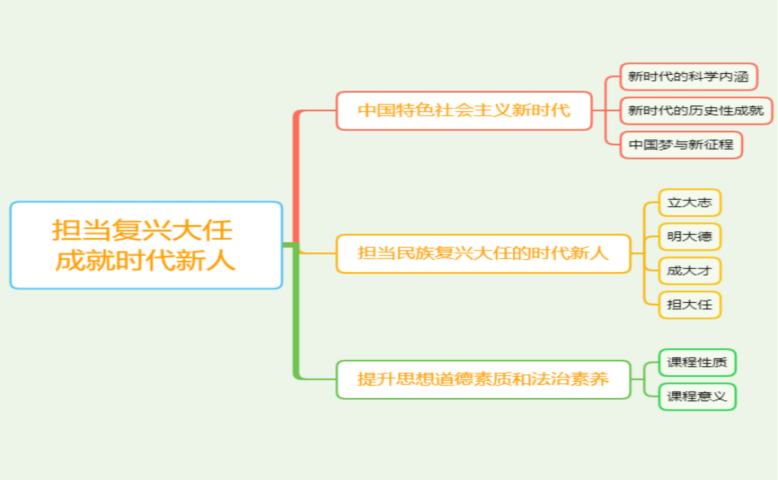 担当复兴大任
成就时代新人
中国特色社会主义新时代
新时代的科学内涵
新时代的历史性成就
中国梦与新征程
担当民族复兴大任的时代新人
立大志
明大德
成大才
担大任
提升思想道德素质和法治素养
课程性质
课程意义